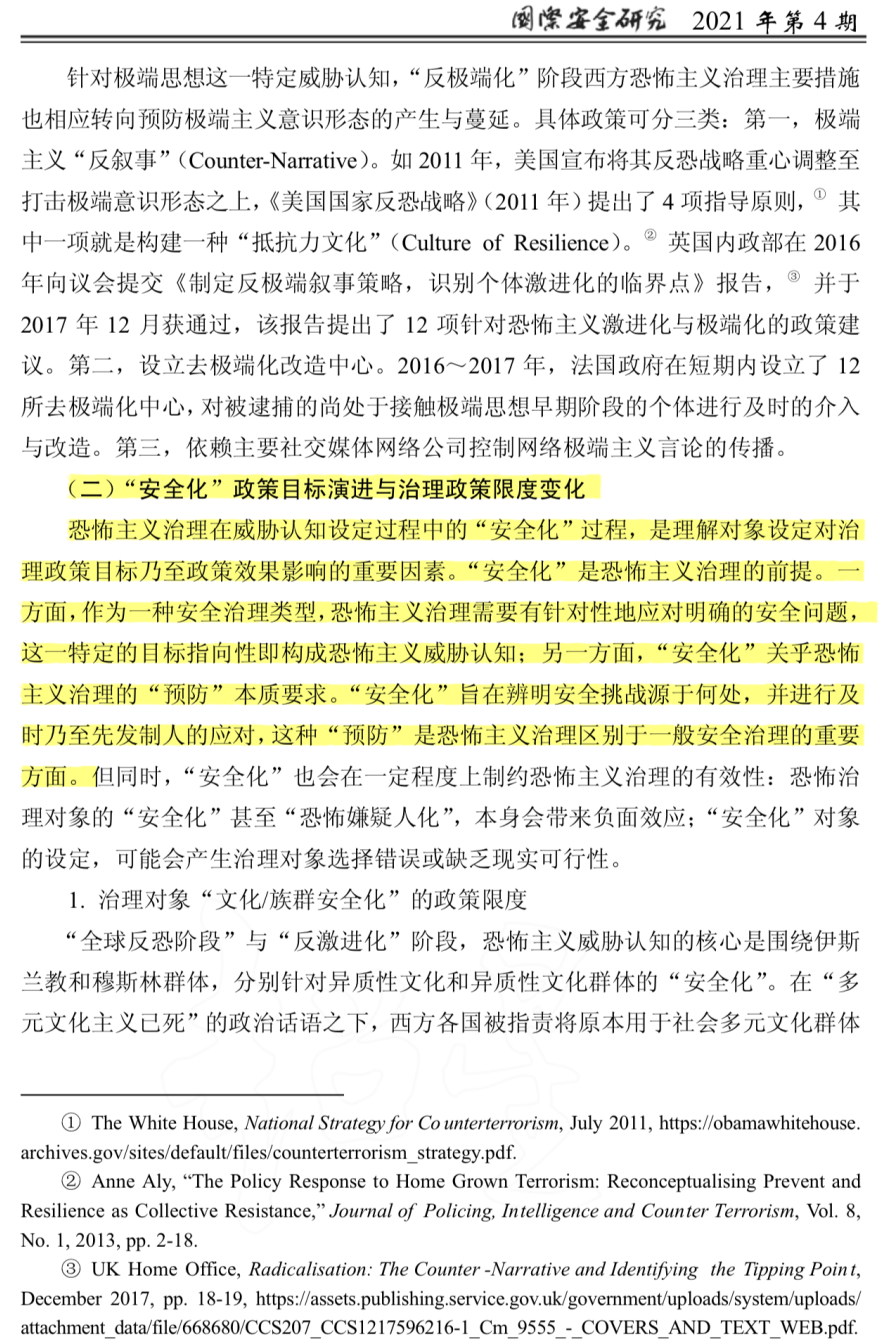 国際安全研究 2021 年第 4 期
针对极端思想这一特定威胁认知，“反极端化”阶段西方恐怖主义治理主要措施
也相应转向预防极端主义意识形态的产生与蔓延。具体政策可分三类：第一，极端
主义“反叙事”（Counter-Narrative）。如 2011 年，美国宣布将其反恐战略重心调整至
打击极端意识形态之上，《美国国家反恐战略》（2011 年）提出了 4 项指导原则，① 其
中一项就是构建一种“抵抗力文化”（Culture of Resilience）。② 英国内政部在 2016
年向议会提交《制定反极端叙事策略，识别个体激进化的临界点》报告，③ 并于
2017 年 12 月获通过，该报告提出了 12 项针对恐怖主义激进化与极端化的政策建
议。第二，设立去极端化改造中心。2016～2017 年，法国政府在短期内设立了 12
所去极端化中心，对被逮捕的尚处于接触极端思想早期阶段的个体进行及时的介入
与改造。第三，依赖主要社交媒体网络公司控制网络极端主义言论的传播。
（二）“安全化”政策目标演进与治理政策限度变化
恐怖主义治理在威胁认知设定过程中的“安全化”过程，是理解对象设定对治
理政策目标乃至政策效果影响的重要因素。“安全化”是恐怖主义治理的前提。一
方面，作为一种安全治理类型，恐怖主义治理需要有针对性地应对明确的安全问题，
这一特定的目标指向性即构成恐怖主义威胁认知；另一方面，“安全化”关乎恐怖
主义治理的“预防”本质要求。“安全化”旨在辨明安全挑战源于何处，并进行及
时乃至先发制人的应对，这种“预防”是恐怖主义治理区别于一般安全治理的重要
方面。但同时，“安全化”也会在一定程度上制约恐怖主义治理的有效性：恐怖治
理对象的“安全化”甚至“恐怖嫌疑人化”，本身会带来负面效应；“安全化”对象
的设定，可能会产生治理对象选择错误或缺乏现实可行性。
1. 治理对象“文化/族群安全化”的政策限度
“全球反恐阶段”与“反激进化”阶段，恐怖主义威胁认知的核心是围绕伊斯
兰教和穆斯林群体，分别针对异质性文化和异质性文化群体的“安全化”。在“多
元文化主义已死”的政治话语之下，西方各国被指责将原本用于社会多元文化群体
① The White House, National Strategy for Co unterterrorism, July 2011, https://obamawhitehouse.
archives.gov/sites/default/files/counterterrorism_strategy.pdf.
② Anne Aly, “The Policy Response to Home Grown Terrorism: Reconceptualising Prevent and
Resilience as Collective Resistance,” Journal of Policing, Intelligence and Counter Terrorism, Vol. 8,
No. 1, 2013, pp. 2-18.
③ UK Home Office, Radicalisation: The Counter -Narrative and Identifying the Tipping Point,
December 2017, pp. 18-19, https://assets.publishing.service.gov.uk/government/uploads/system/uploads/
attachment_data/file/668680/CCS207_CCS1217596216-1_Cm_9555_-_COVERS_AND_TEXT_WEB.pdf.